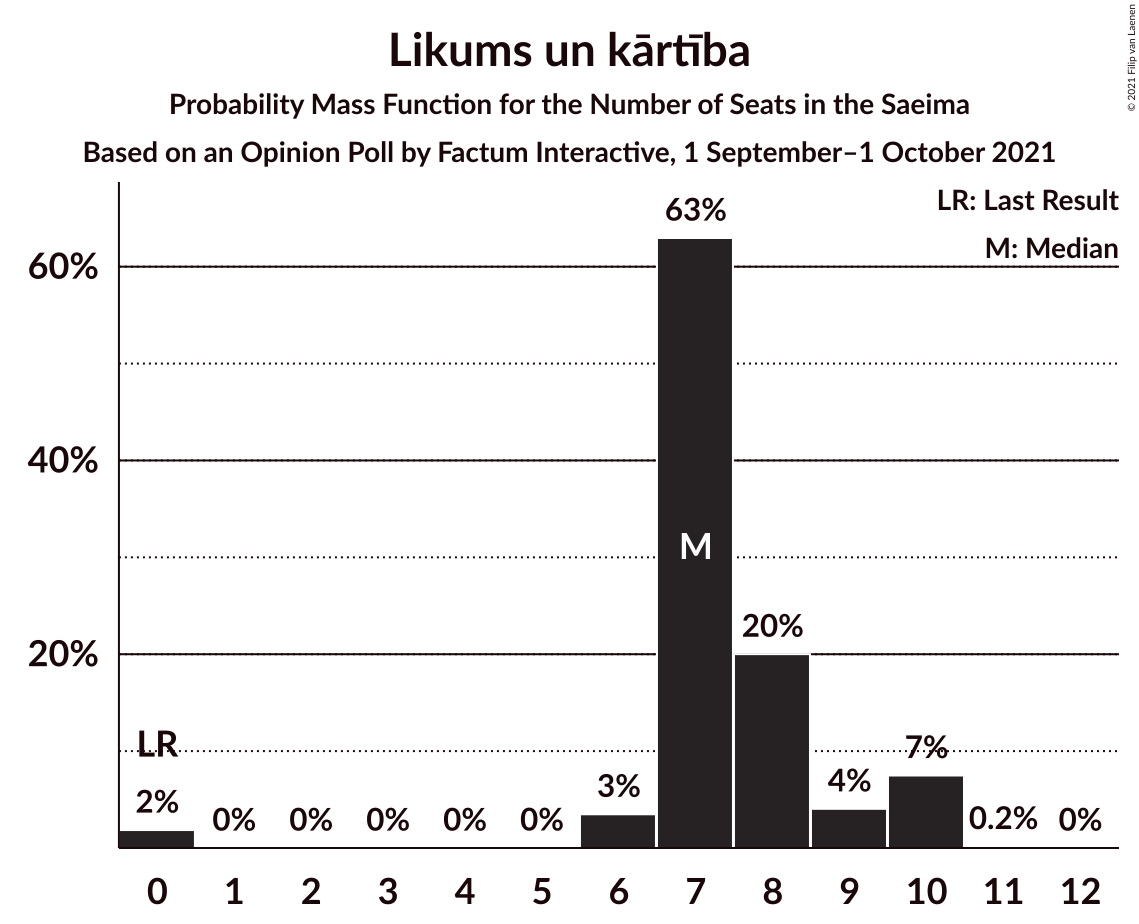 Likums un kārtība
Probability Mass Function for the Number of Seats in the Saeima
Based on an Opinion Poll by Factum Interactive, 1 September–1 October 2021
© 2021 Filip van Laenen
LR: Last Result
M: Median
63%
60%
40%
M
20%
20%
LR
7%
2%
3%
4%
0%
0%
0%
0%
0%
0.2%
0%
0 1 2 3 4 5 6 7 8 9 10 11 12